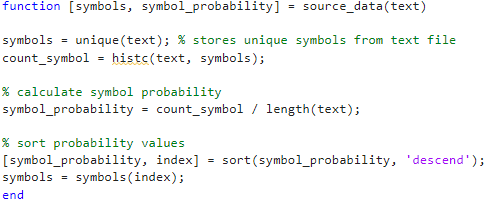 function [symbols, symbol_probability] = source_data(text)
symbols = unique(text); % stores unique symbols from text file
count_symbol = histc(text, symbols);
% calculate symbol probability
symbol_probability = count_symbol / length(text);
% sort probability values
[symbol_probability, index] = sort(symbol_probability, 'descend');
symbols = symbols(index);
end